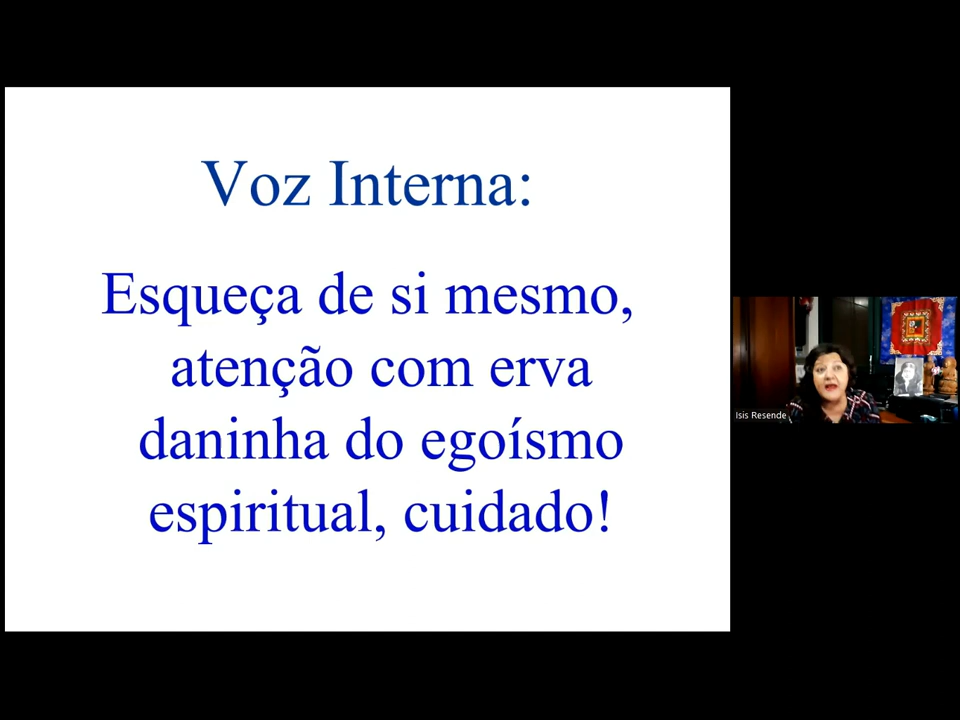 Voz Interna:
Esqueça de si mesmo,
atenção com erva
daninha do egoísmo
espiritual, cuidado!
Isis Resende